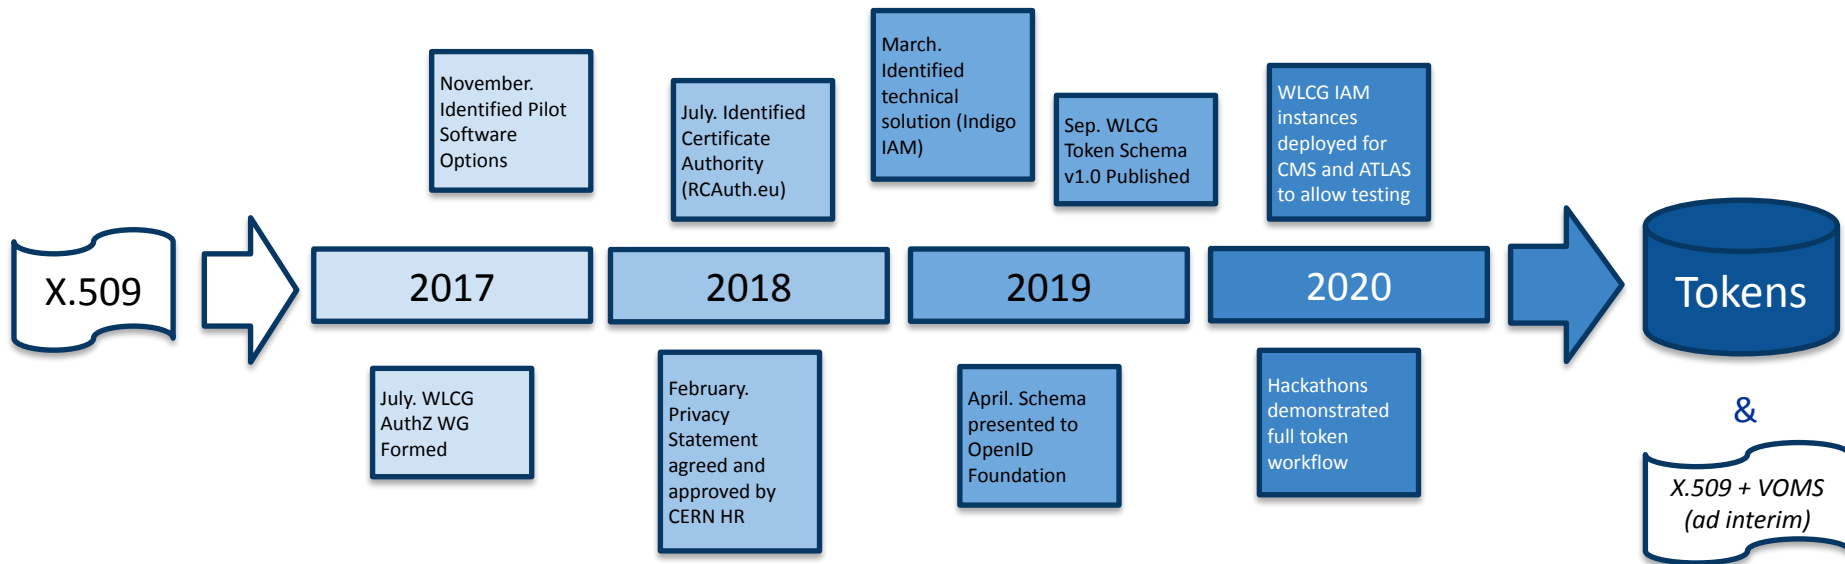 November.
Identified Pilot
Software
Options
July. Identified
Certificate
Authority
(RCAuth.eu)
March.
Identified
technical
solution (Indigo
IAM)
Sep. WLCG
Token Schema
v1.0 Published
WLCG IAM
instances
deployed for
CMS and ATLAS
to allow testing
X.509
2017
2018
2019
2020
Tokens
July. WLCG
AuthZ WG
Formed
February.
Privacy
Statement
agreed and
approved by
CERN HR
April. Schema
presented to
OpenID
Foundation
Hackathons
demonstrated
full token
workflow
&
X.509 + VOMS
(ad interim)